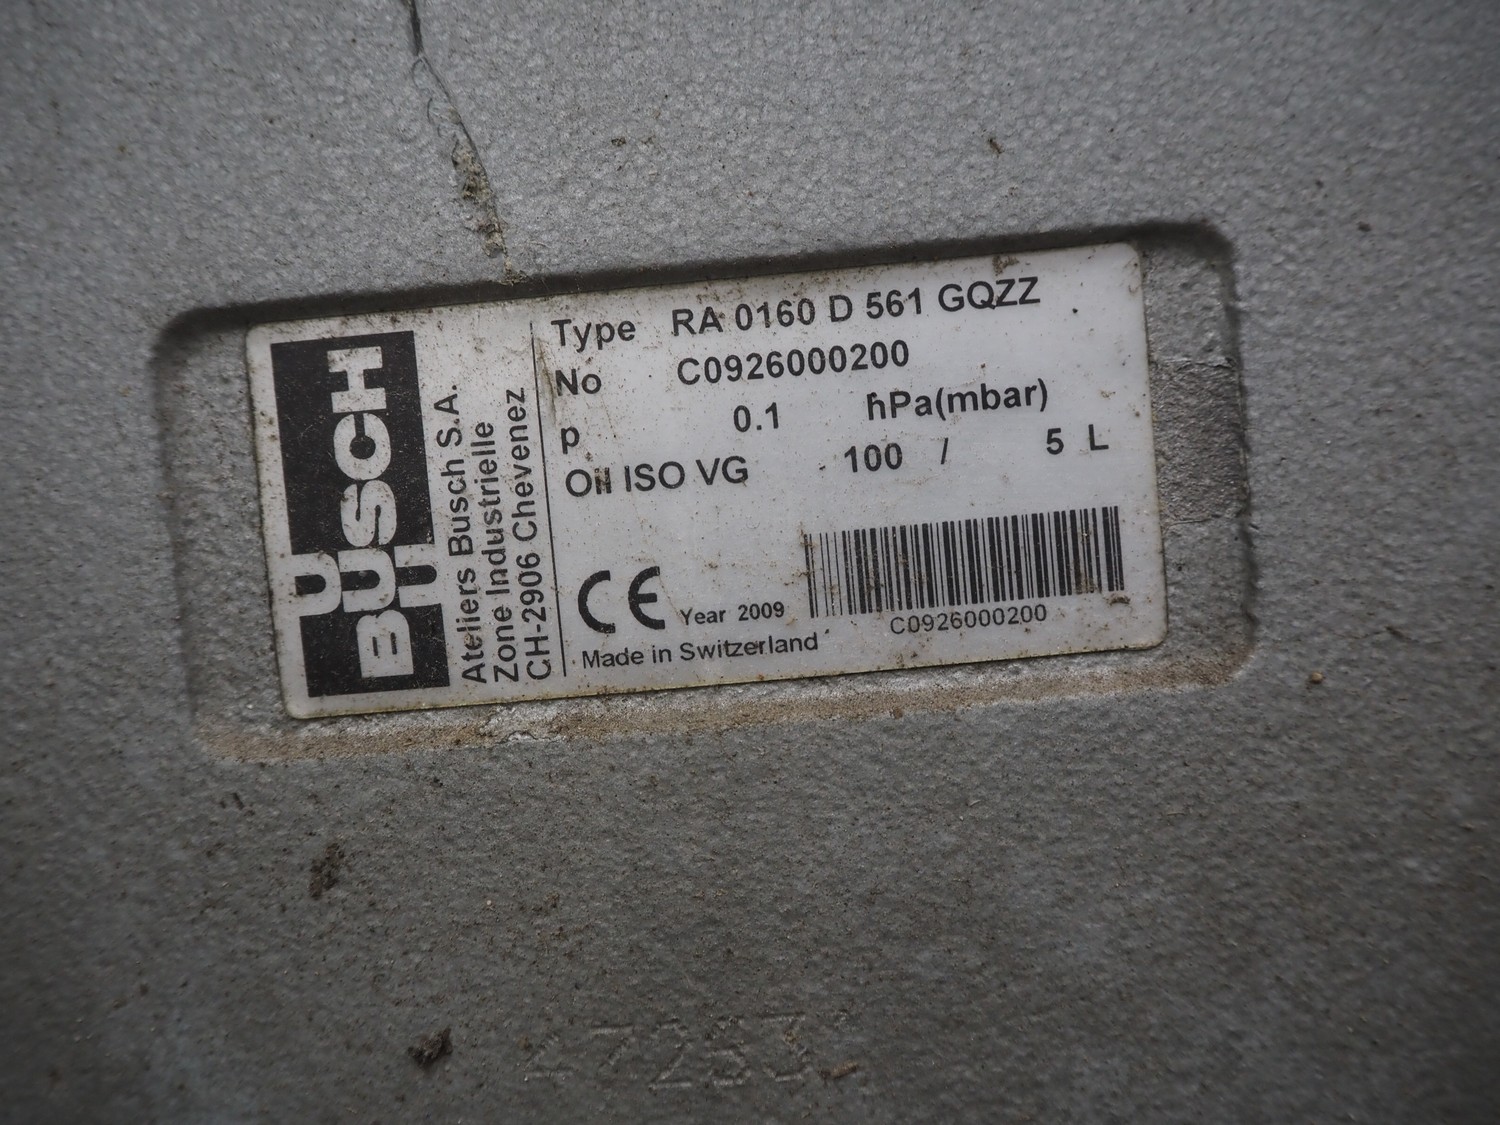 BUSCH
Ateliers Busch S.A.
Zone Industrielle
CH-2906 Chevenez
Type RA 0160 D 561 GQZZ
No C0926000200
p 0.1 hPa(mbar)
Oil ISO VG 100 / 5 L
CE Year 2009
Made in Switzerland
C0926000200